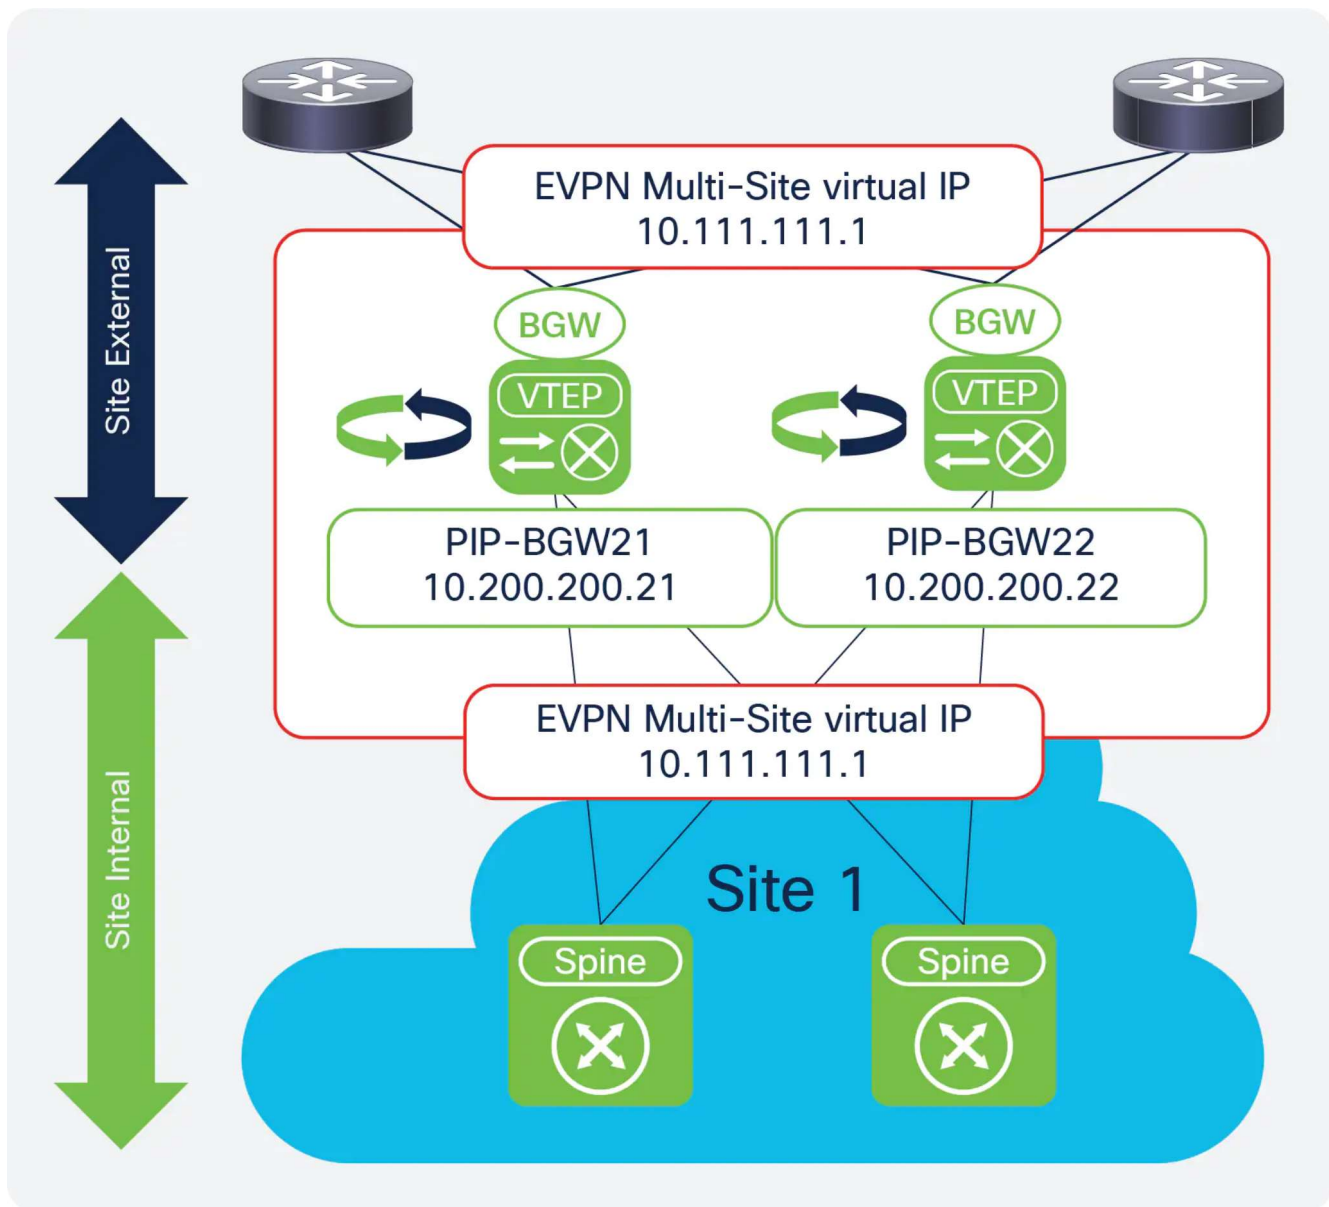 EVPN Multi-Site virtual IP
10.111.111.1
Site External
BGW
BGW
VTEP
VTEP
PIP-BGW21
10.200.200.21
PIP-BGW22
10.200.200.22
EVPN Multi-Site virtual IP
10.111.111.1
Site Internal
Site 1
Spine
Spine